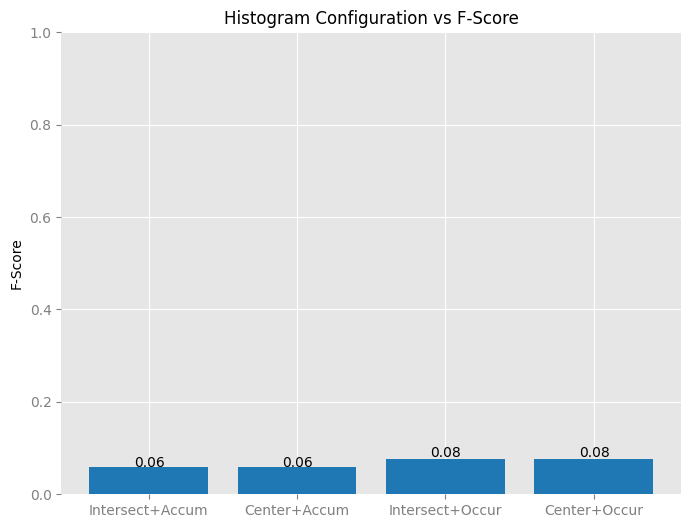 Histogram Configuration vs F-Score
1.0
0.8
0.6
0.4
0.2
0.0
F-Score
0.06
0.06
0.08
0.08
Intersect+Accum
Center+Accum
Intersect+Occur
Center+Occur